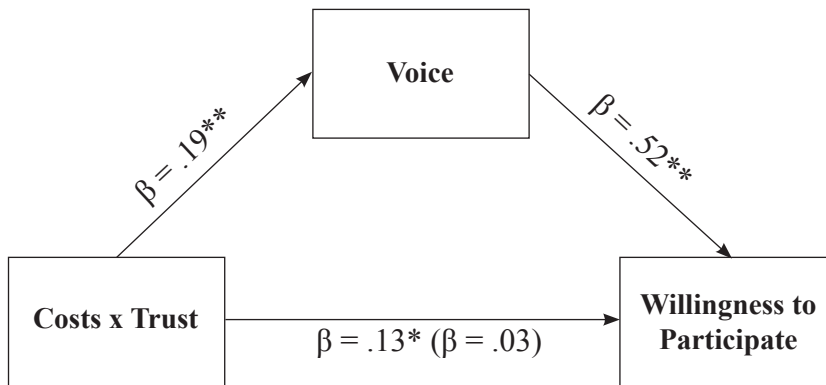 Voice
β = .19**
β = .52**
Costs x Trust
Willingness to
Participate
β = .13* (β = .03)